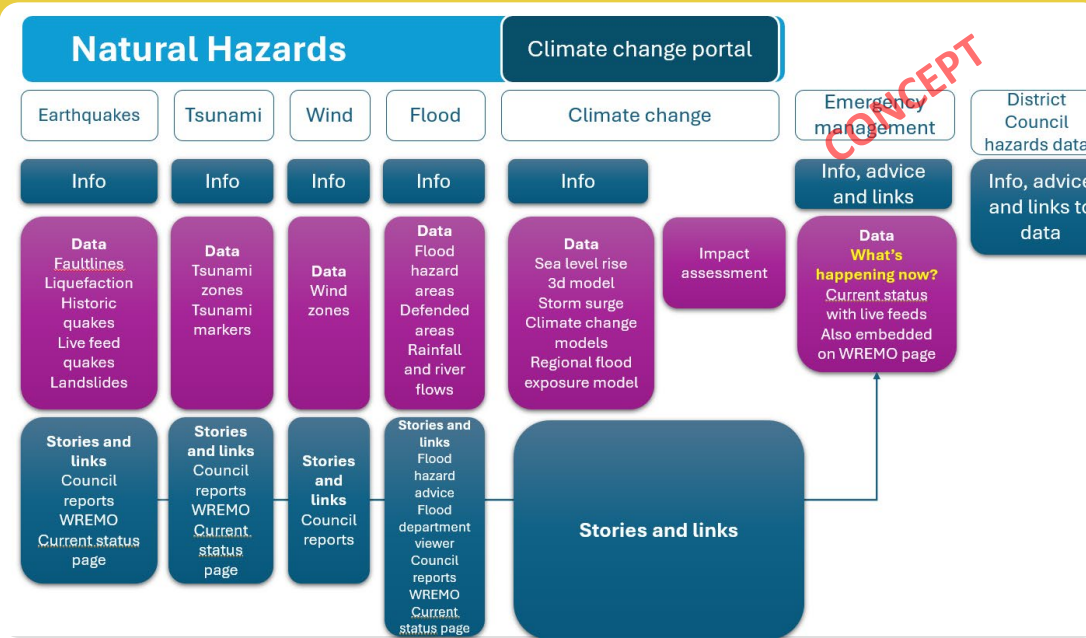 Natural Hazards
Climate change portal
CONCEPT
Earthquakes
Tsunami
Wind
Flood
Climate change
Emergency
management
District
Council
hazards data
Info
Info
Info
Info
Info
Info, advice
and links
Info, advice
and links to
data
Data
Faultlines
Liquefaction
Historic
quakes
Live feed
quakes
Landslides
Data
Tsunami
zones
Tsunami
markers
Data
Wind
zones
Data
Flood
hazard
areas
Defended
areas
Rainfall
and river
flows
Data
Sea level rise
3d model
Storm surge
Climate change
models
Regional flood
exposure model
Impact
assessment
Data
What's
happening now?
Current status
with live feeds
Also embedded
on WREMO page
Stories and
links
Council
reports
WREMO
Current status
page
Stories
and links
Council
reports
WREMO
Current
status
page
Stories
and
links
Council
reports
Stories and
links
Flood
hazard
advice
Flood
department
viewer
Council
reports
WREMO
Current
status page
Stories and links